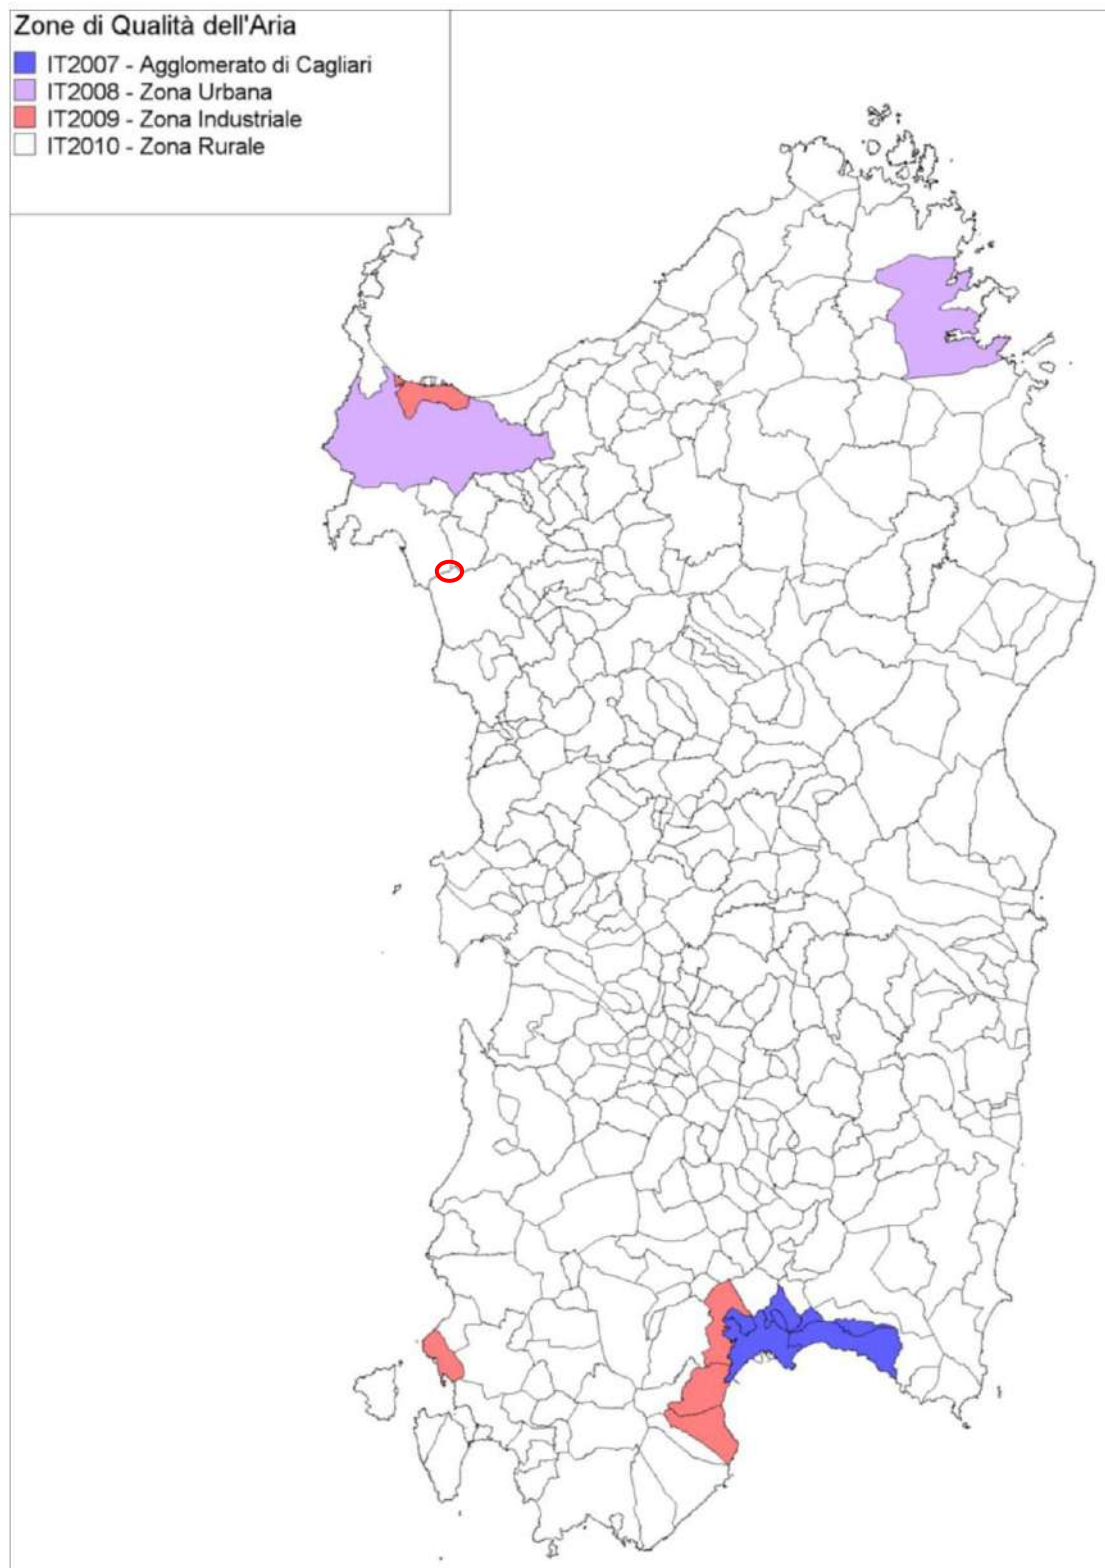 Zone di Qualità dell'Aria
IT2007 - Agglomerato di Cagliari
IT2008 - Zona Urbana
IT2009 - Zona Industriale
IT2010 - Zona Rurale